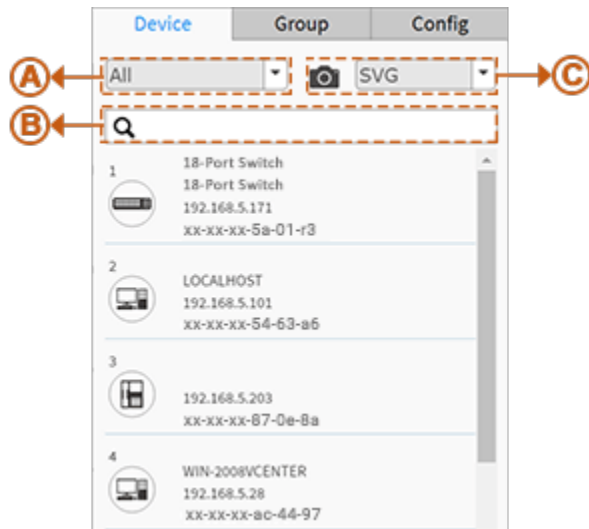 Device Group Config
A All SVG C
B
1
18-Port Switch
18-Port Switch
192.168.5.171
xx-xx-xx-5a-01-r3
2
LOCALHOST
192.168.5.101
xx-xx-xx-54-63-a6
3
192.168.5.203
xx-xx-xx-87-0e-8a
4
WIN-2008VCENTER
192.168.5.28
xx-xx-xx-ac-44-97